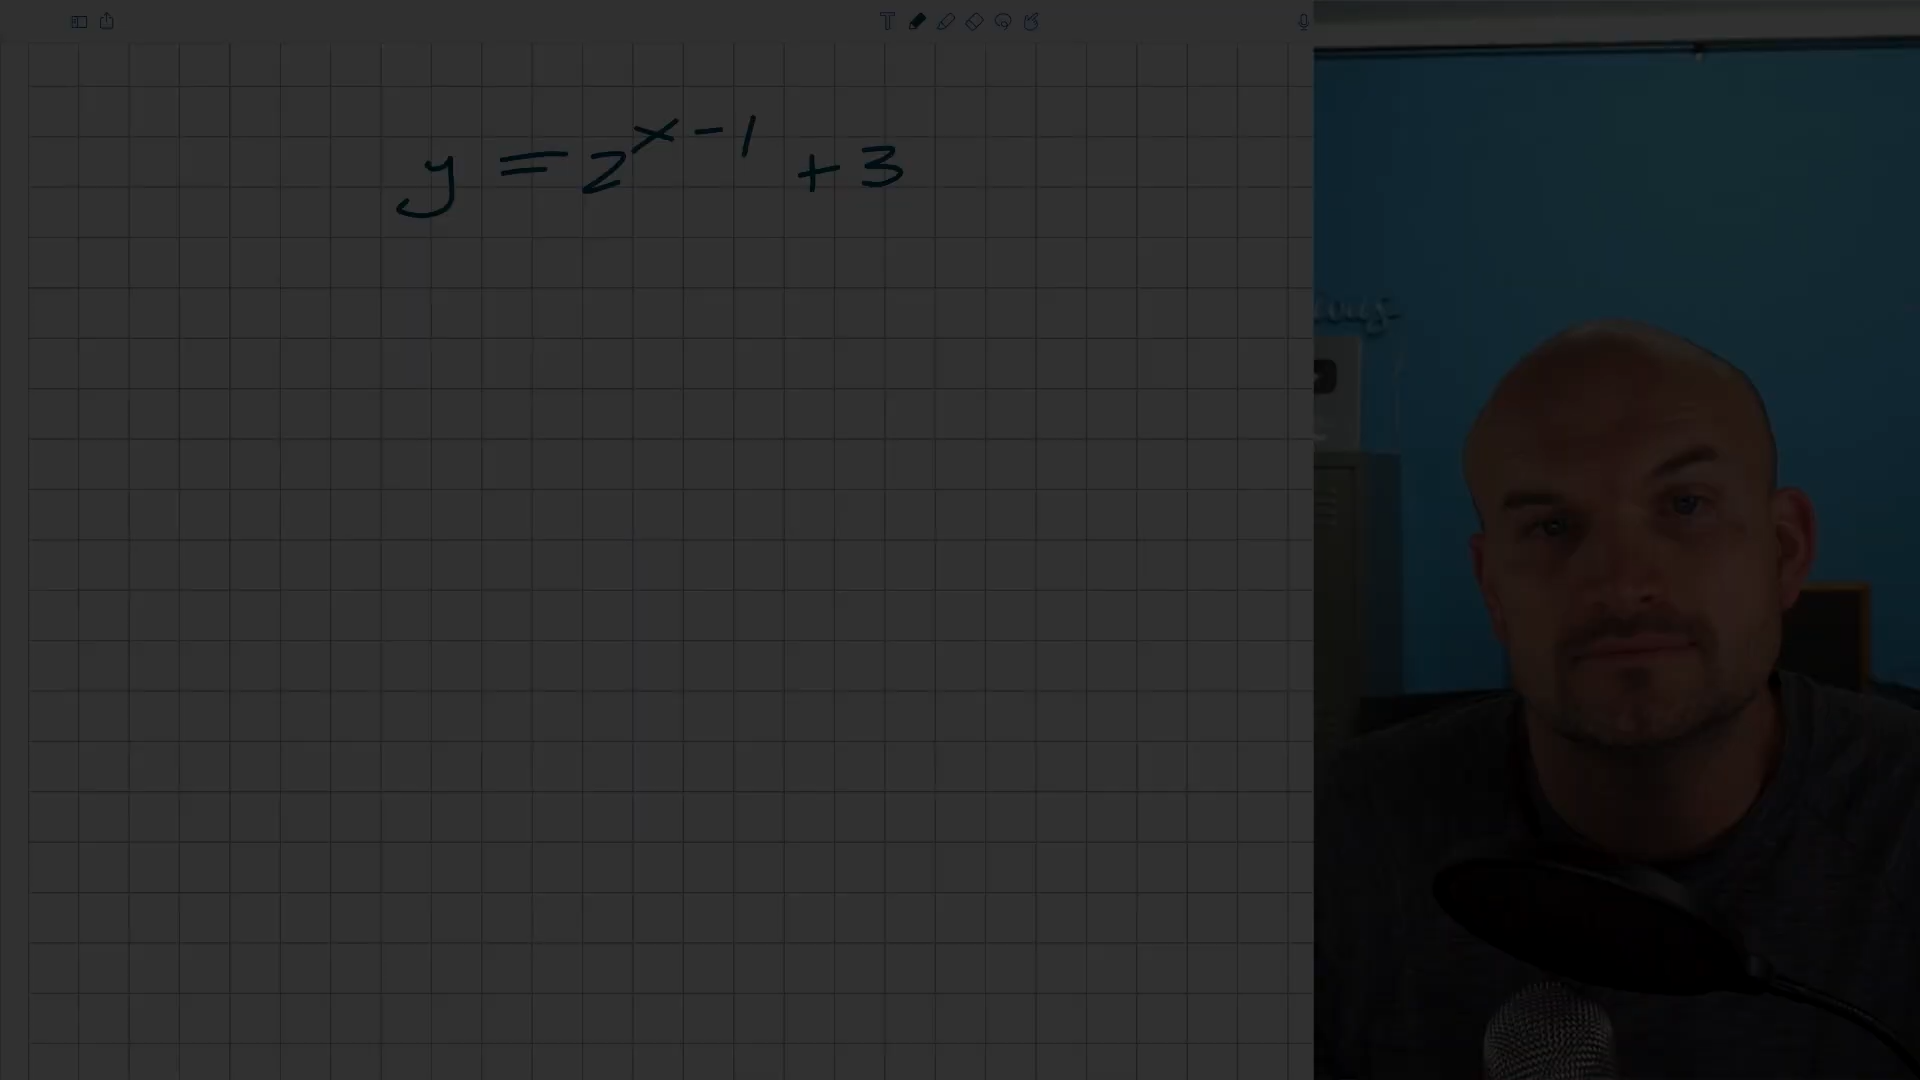 y = 2^{x-1} + 3